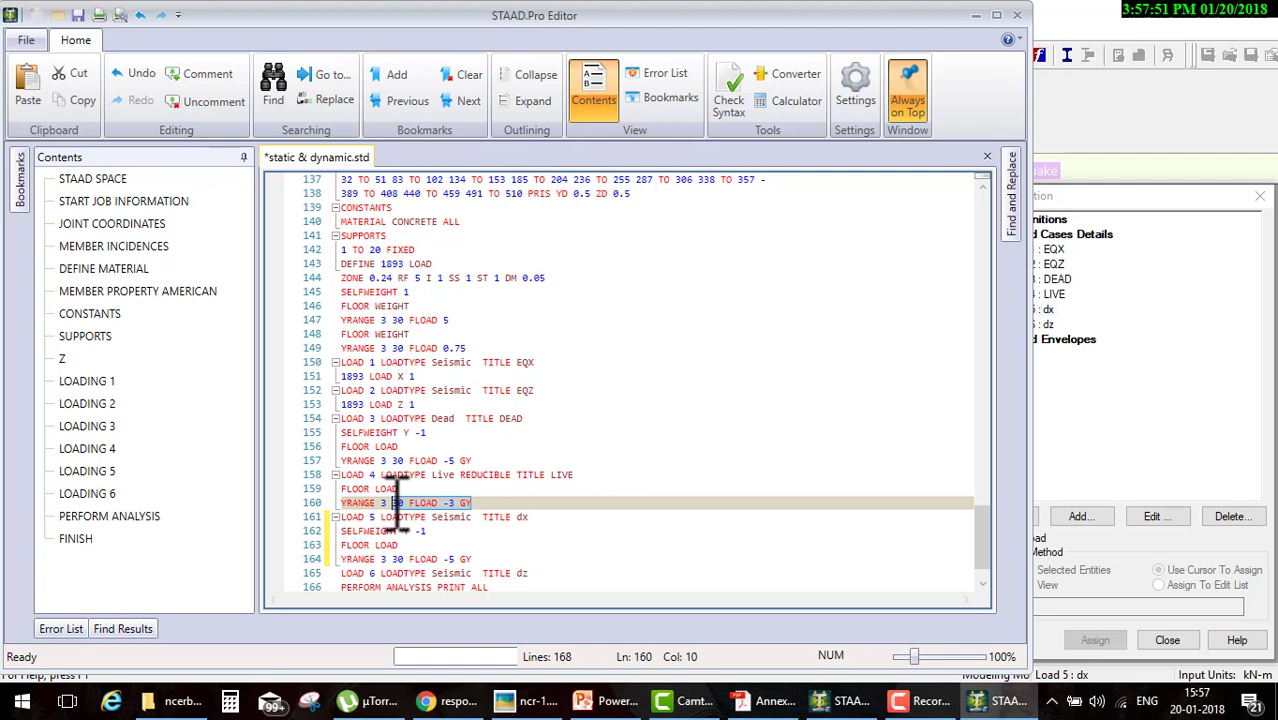 3:57:51 PM 01/20/2018
STAAD.Pro Editor
File
Home
Paste
Cut
Copy
Clipboard
Undo
Redo
Comment
Uncomment
Editing
Find
Go to...
Replace
Searching
Add
Previous
Clear
Next
Bookmarks
Collapse
Expand
Outlining
Contents
Error List
Bookmarks
View
Check
Syntax
Converter
Calculator
Tools
Settings
Settings
Always
on Top
Window
Bookmarks
Contents
*static & dynamic.std
Find and Replace
STAAD SPACE
START JOB INFORMATION
JOINT COORDINATES
MEMBER INCIDENCES
DEFINE MATERIAL
MEMBER PROPERTY AMERICAN
CONSTANTS
SUPPORTS
Z
LOADING 1
LOADING 2
LOADING 3
LOADING 4
LOADING 5
LOADING 6
PERFORM ANALYSIS
FINISH
137 32 TO 51 83 TO 102 134 TO 153 185 TO 204 236 TO 255 287 TO 306 338 TO 357 -
138 389 TO 408 440 TO 459 491 TO 510 PRIS YD 0.5 ZD 0.5
139 CONSTANTS
140 MATERIAL CONCRETE ALL
141 SUPPORTS
142 1 TO 20 FIXED
143 DEFINE 1893 LOAD
144 ZONE 0.24 RF 5 I 1 SS 1 ST 1 DM 0.05
145 SELFWEIGHT 1
146 FLOOR WEIGHT
147 YRANGE 3 30 FLOAD 5
148 FLOOR WEIGHT
149 YRANGE 3 30 FLOAD 0.75
150 LOAD 1 LOADTYPE Seismic TITLE EQX
151 1893 LOAD X 1
152 LOAD 2 LOADTYPE Seismic TITLE EQZ
153 1893 LOAD Z 1
154 LOAD 3 LOADTYPE Dead TITLE DEAD
155 SELFWEIGHT Y -1
156 FLOOR LOAD
157 YRANGE 3 30 FLOAD -5 GY
158 LOAD 4 LOADTYPE Live REDUCIBLE TITLE LIVE
159 FLOOR LOAD
160 YRANGE 3 30 FLOAD -3 GY
161 LOAD 5 LOADTYPE Seismic TITLE dx
162 SELFWEIGHT -1
163 FLOOR LOAD
164 YRANGE 3 30 FLOAD -5 GY
165 LOAD 6 LOADTYPE Seismic TITLE dz
166 PERFORM ANALYSIS PRINT ALL
Error List
Find Results
Ready
Lines: 168
Ln: 160
Col: 10
NUM
100%
: EQX
: EQZ
: DEAD
: LIVE
: dx
: dz
Add...
Edit ...
Delete...
Method
Selected Entities
View
Use Cursor To Assign
Assign To Edit List
Assign
Close
Help
Load 5 : dx
Input Units: kN-m
ncerb...
99+
µTorr...
respo...
ncr-1...
Power...
Camt...
Annex...
STAA...
Recor...
STAA...
ENG
15:57
20-01-2018
21